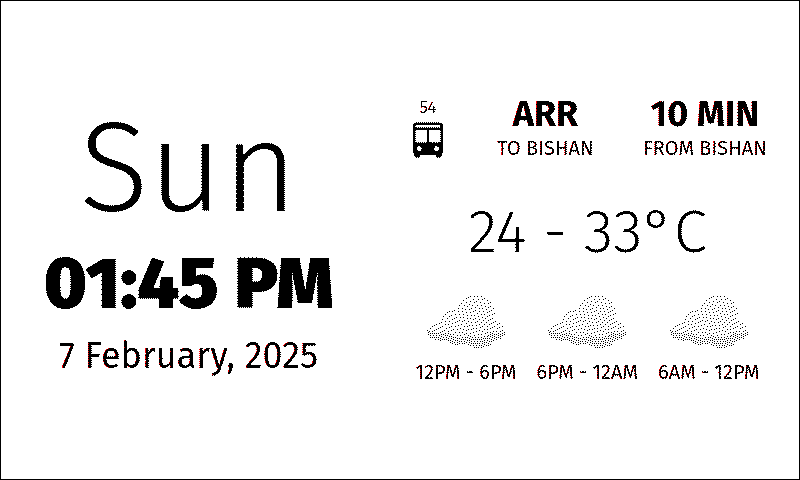 Sun
01:45 PM
7 February, 2025
54
ARR
TO BISHAN
10 MIN
FROM BISHAN
24 - 33°C
12PM - 6PM
6PM - 12AM
6AM - 12PM